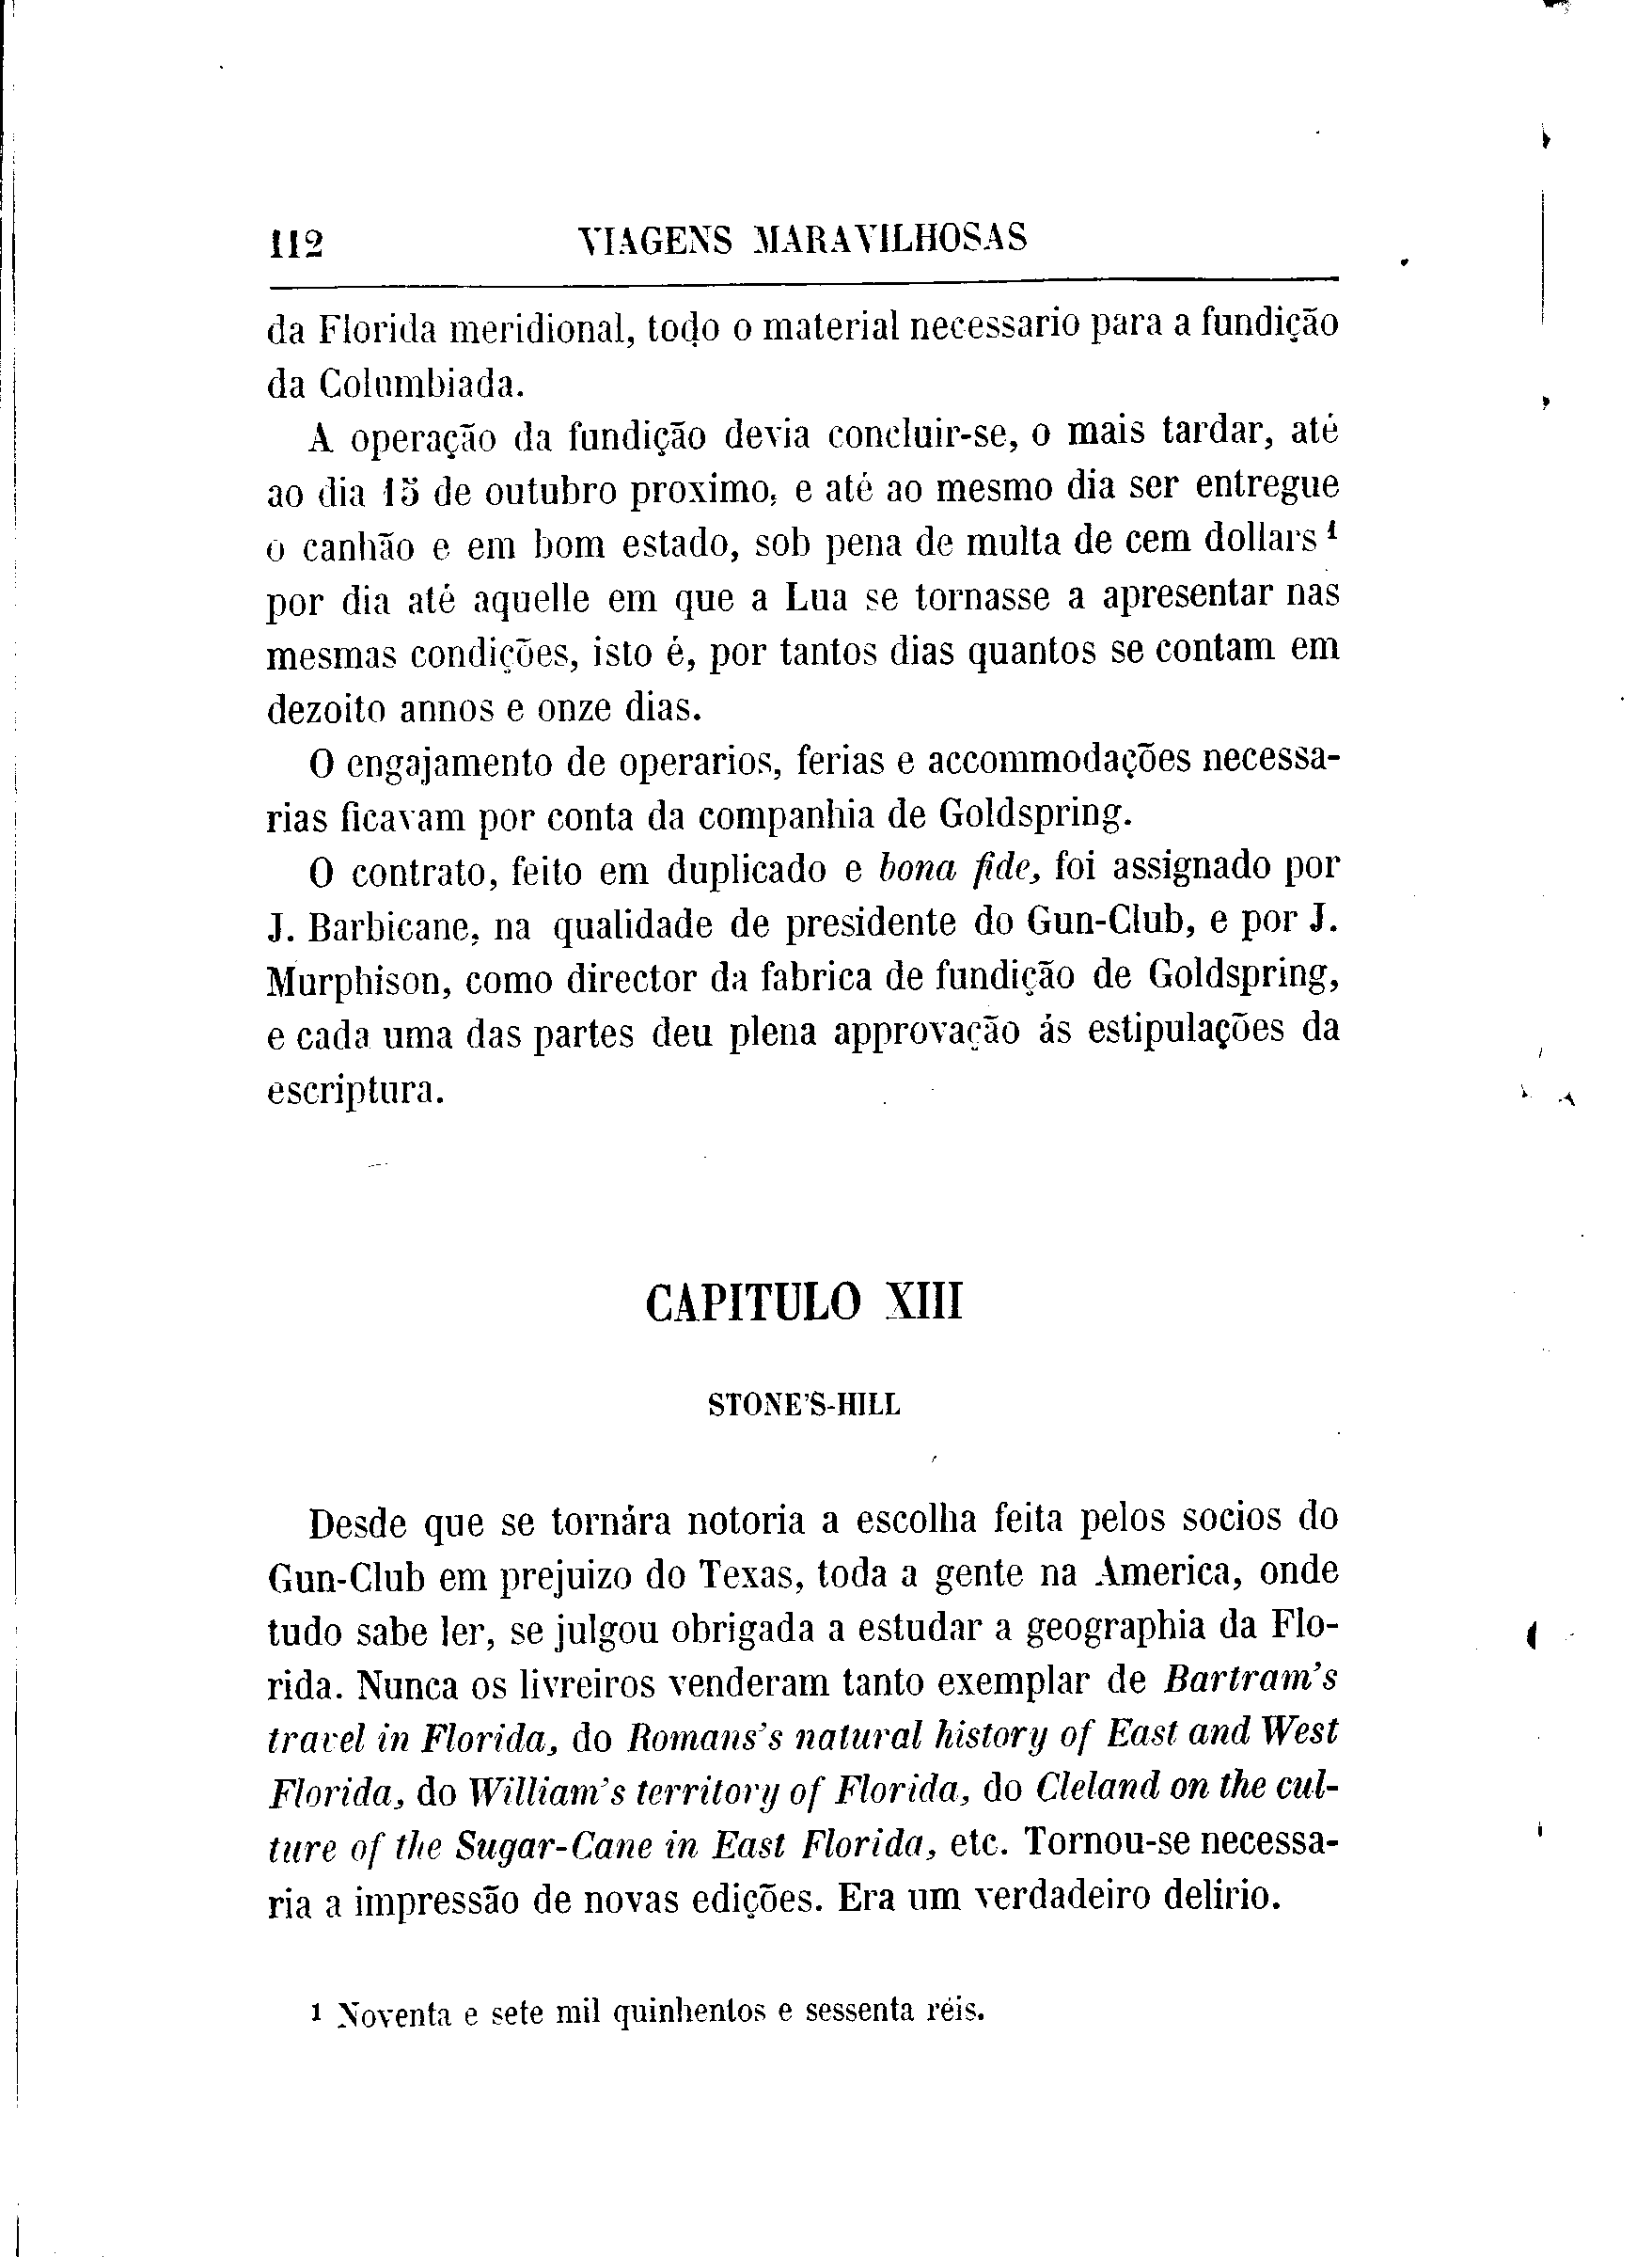 112 VIAGENS MARAVILHOSAS
da Florida meridional, todo o material necessario para a fundição
da Columbiada.
A operação da fundição devia concluir-se, o mais tardar, até
ao dia 15 de outubro proximo, e até ao mesmo dia ser entregue
o canhão e em bom estado, sob pena de multa de cem dollars ¹
por dia até aquelle em que a Lua se tornasse a apresentar nas
mesmas condições, isto é, por tantos dias quantos se contam em
dezoito annos e onze dias.
O engajamento de operarios, ferias e accommodações necessa-
rias ficavam por conta da companhia de Goldspring.
O contrato, feito em duplicado e bona fide, foi assignado por
J. Barbicane, na qualidade de presidente do Gun-Club, e por J.
Murphison, como director da fabrica de fundição de Goldspring,
e cada uma das partes deu plena approvação ás estipulações da
escriptura.
CAPITULO XIII
STONE'S-HILL
Desde que se tornára notoria a escolha feita pelos socios do
Gun-Club em prejuizo do Texas, toda a gente na America, onde
tudo sabe ler, se julgou obrigada a estudar a geographia da Flo-
rida. Nunca os livreiros venderam tanto exemplar de Bartram's
travel in Florida, do Romans's natural history of East and West
Florida, do William's territory of Florida, do Cleland on the cul-
ture of the Sugar-Cane in East Florida, etc. Tornou-se necessa-
ria a impressão de novas edições. Era um verdadeiro delirio.
1 Noventa e sete mil quinhentos e sessenta réis.